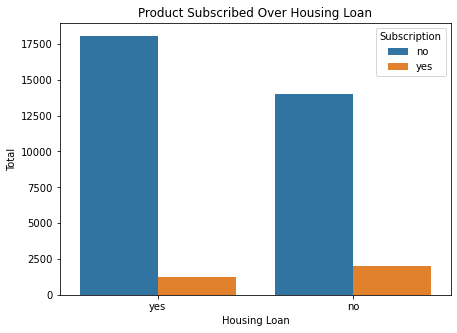 Product Subscribed Over Housing Loan
Subscription
no
yes
17500
15000
12500
10000
7500
5000
2500
0
Total
yes
no
Housing Loan